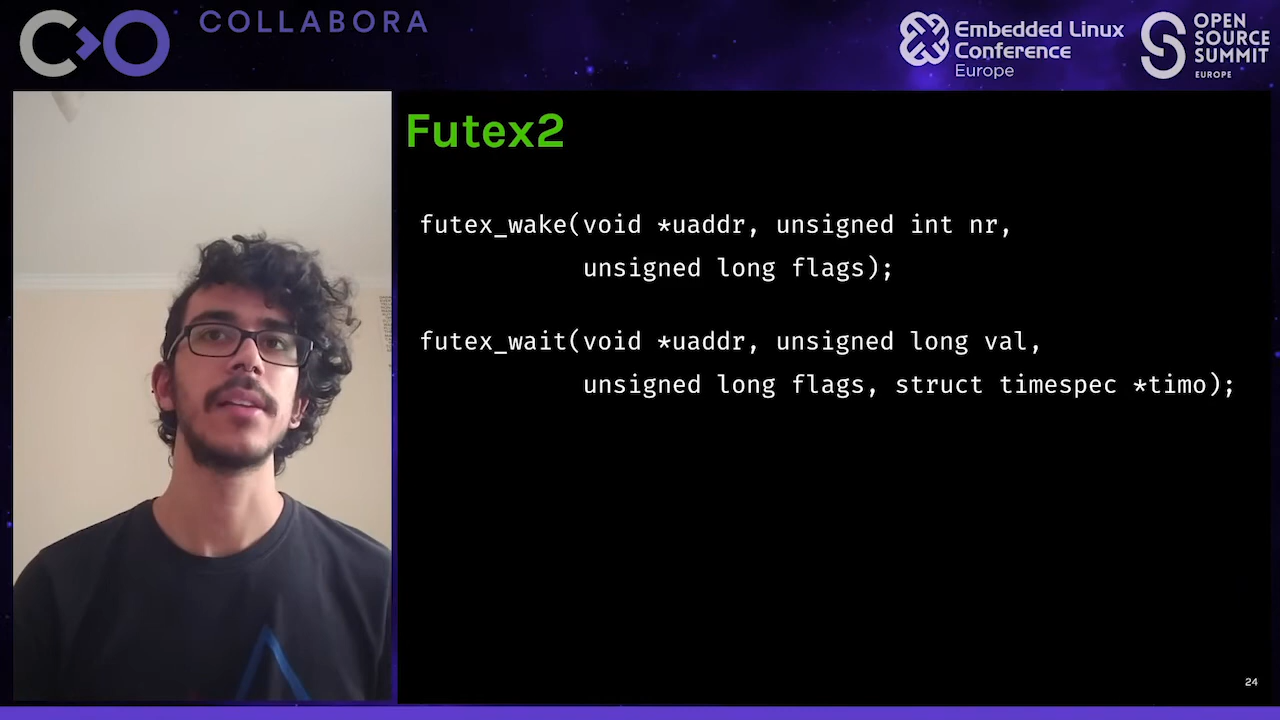 COLLABORA
Embedded Linux
Conference
Europe
OPEN
SOURCE
SUMMIT
EUROPE
Futex2
futex_wake(void *uaddr, unsigned int nr,
unsigned long flags);
futex_wait(void *uaddr, unsigned long val,
unsigned long flags, struct timespec *timo);
24